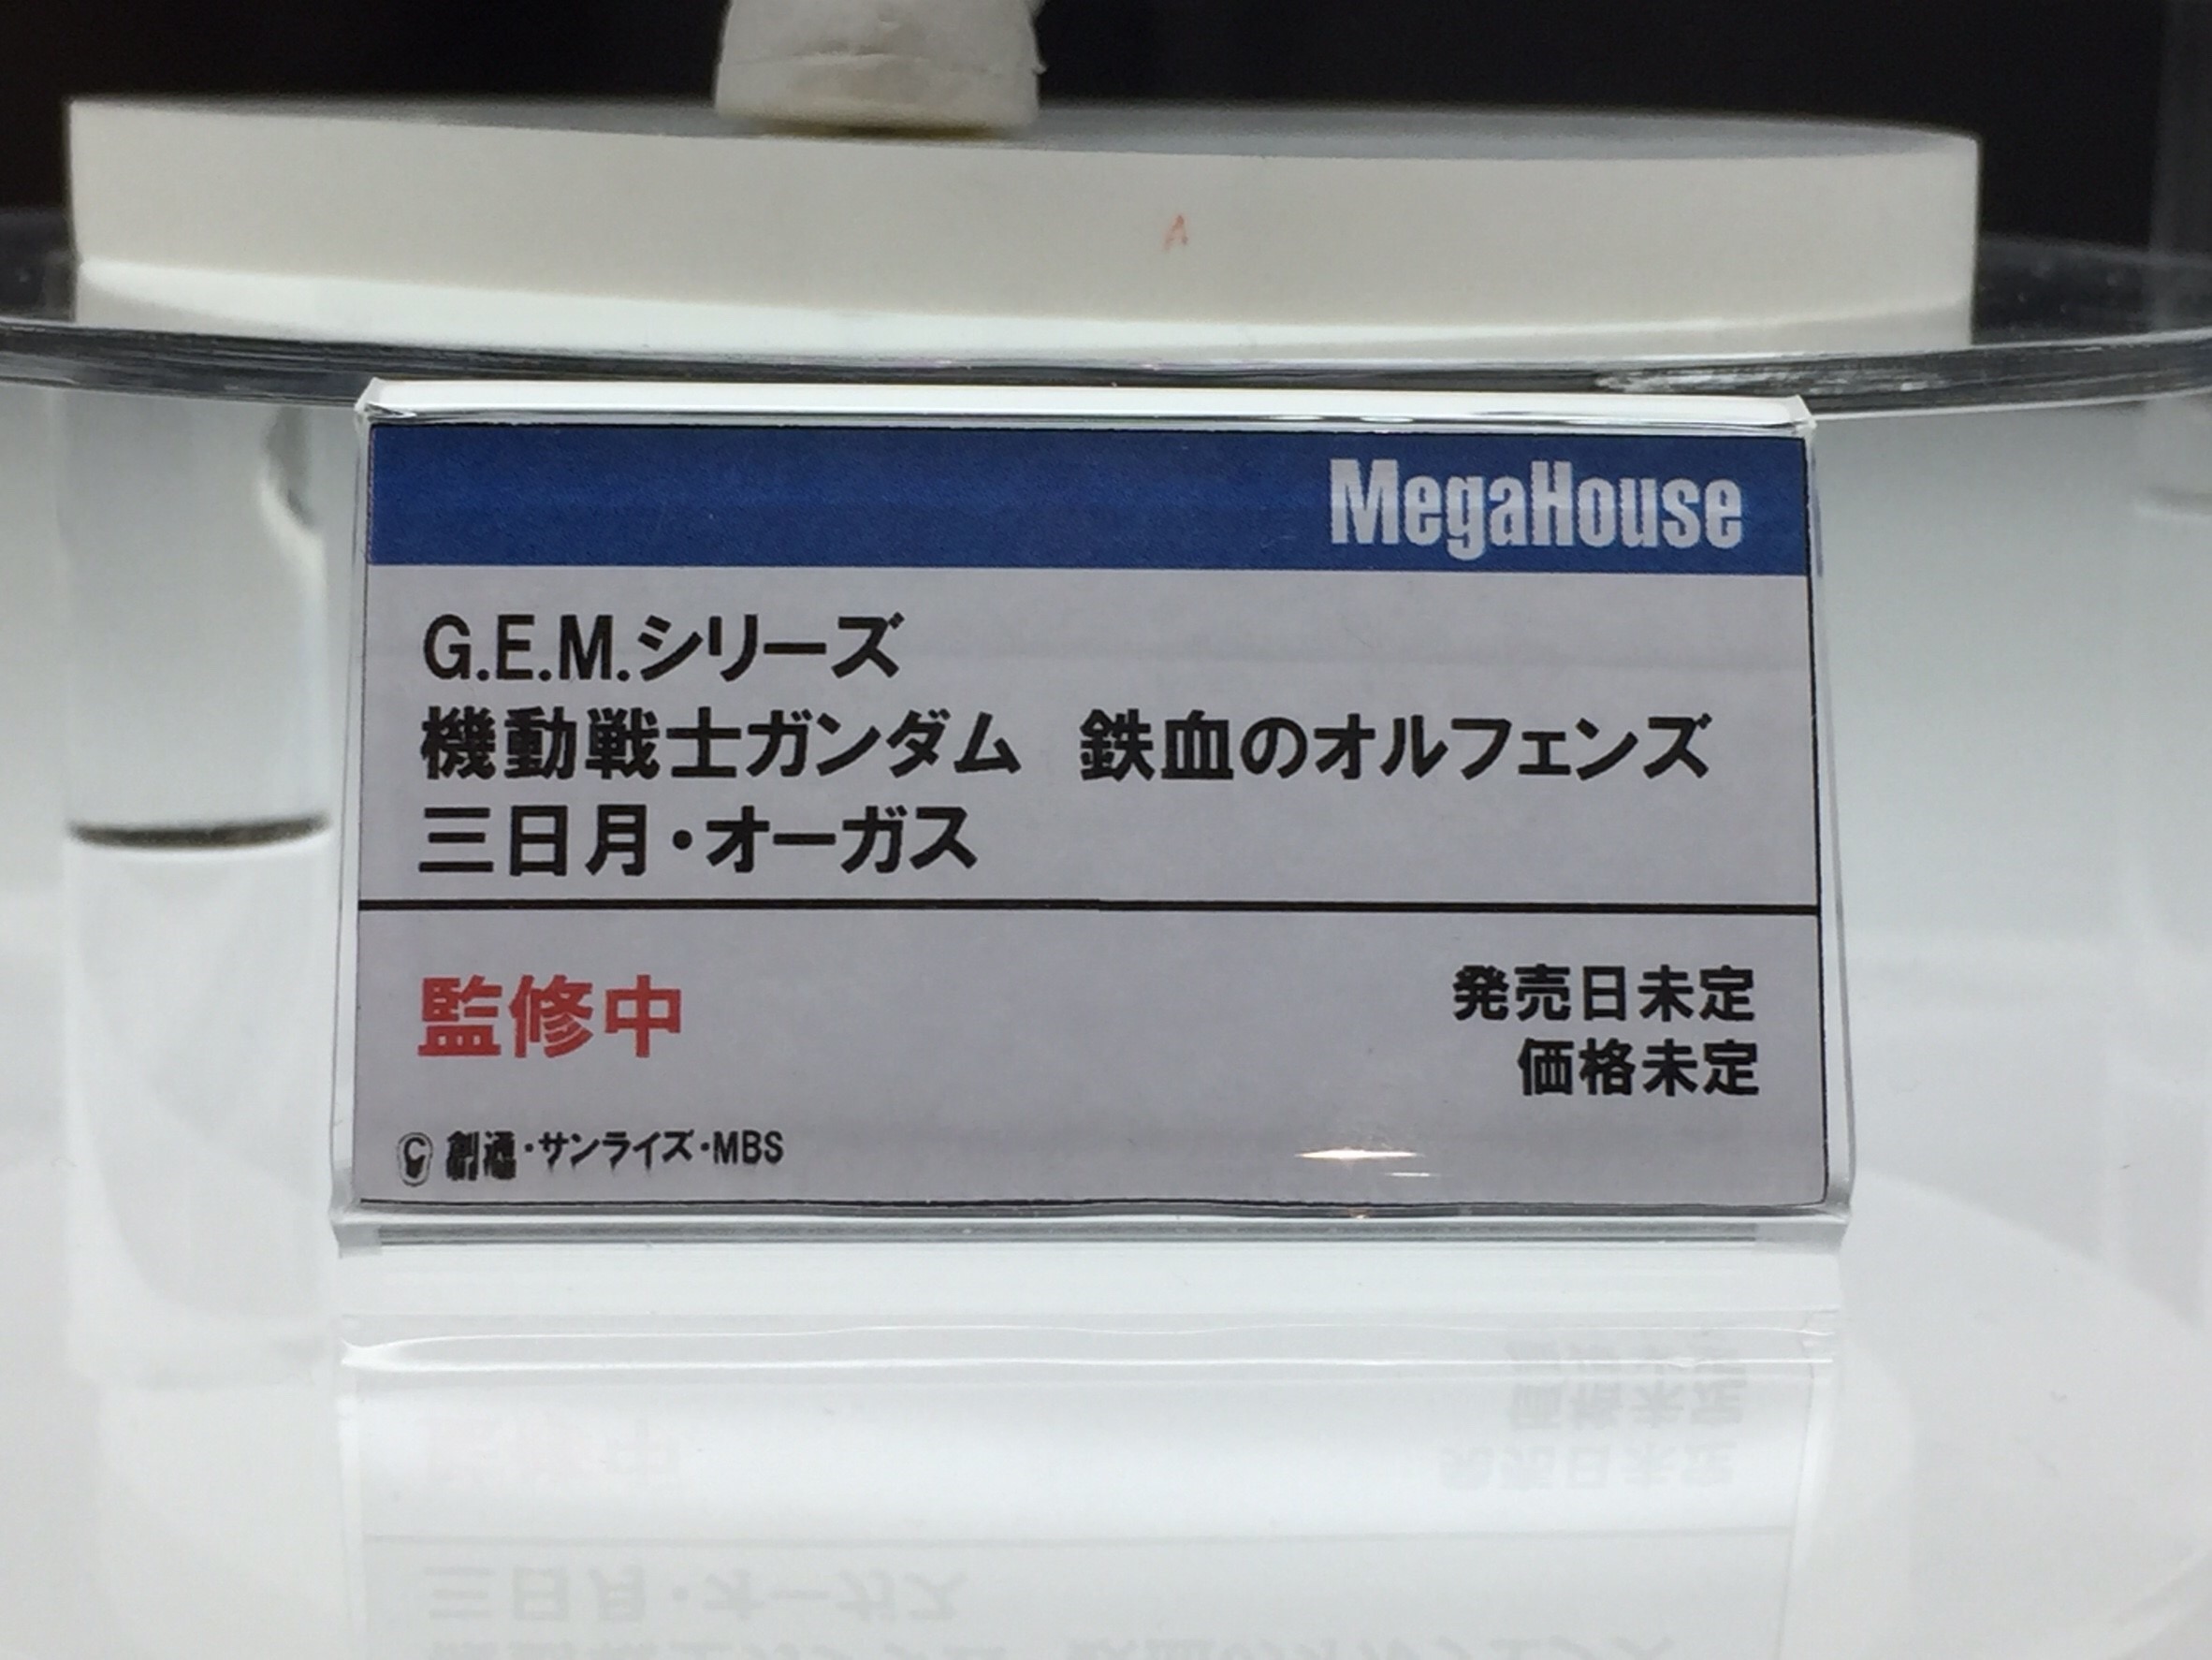 A
MegaHouse
G.E.M.シリーズ
機動戦士ガンダム　鉄血のオルフェンズ
三日月・オーガス
監修中
発売日未定
価格未定
© 創通・サンライズ・MBS